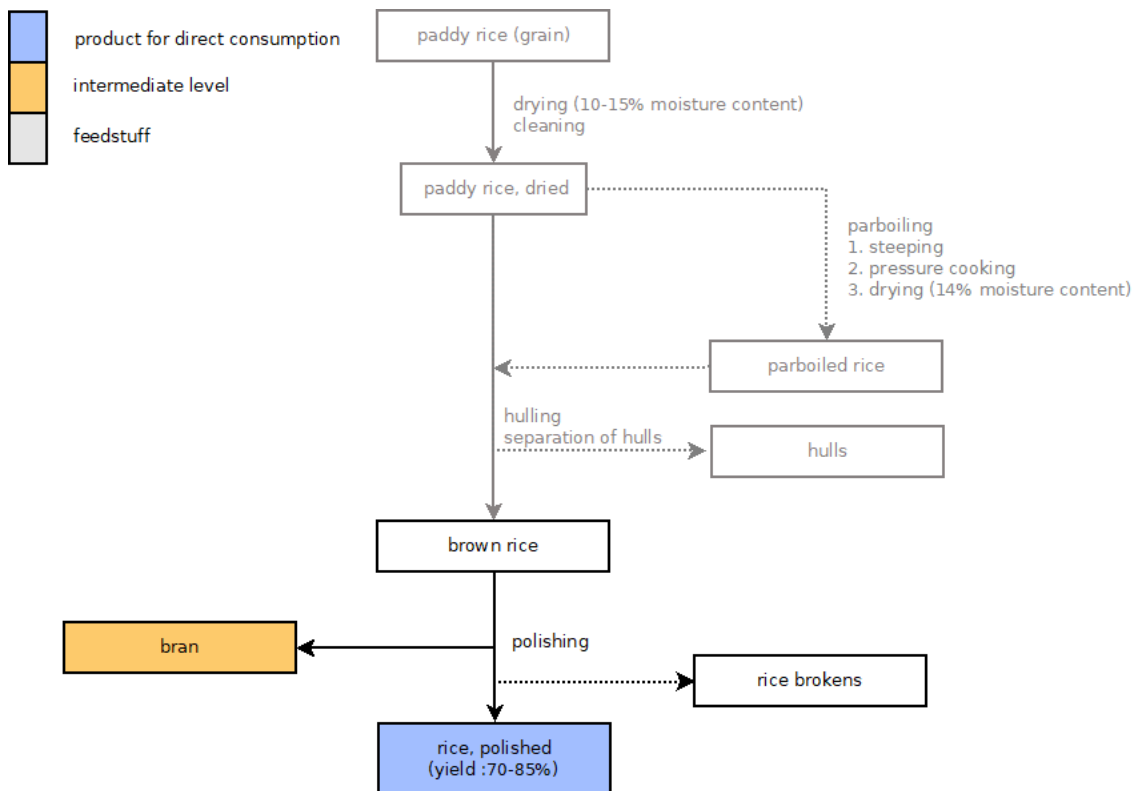 product for direct consumption
intermediate level
feedstuff
paddy rice (grain)
drying (10-15% moisture content)
cleaning
paddy rice, dried
parboiling
1. steeping
2. pressure cooking
3. drying (14% moisture content)
parboiled rice
hulling
separation of hulls
hulls
brown rice
bran
polishing
rice brokens
rice, polished
(yield :70-85%)